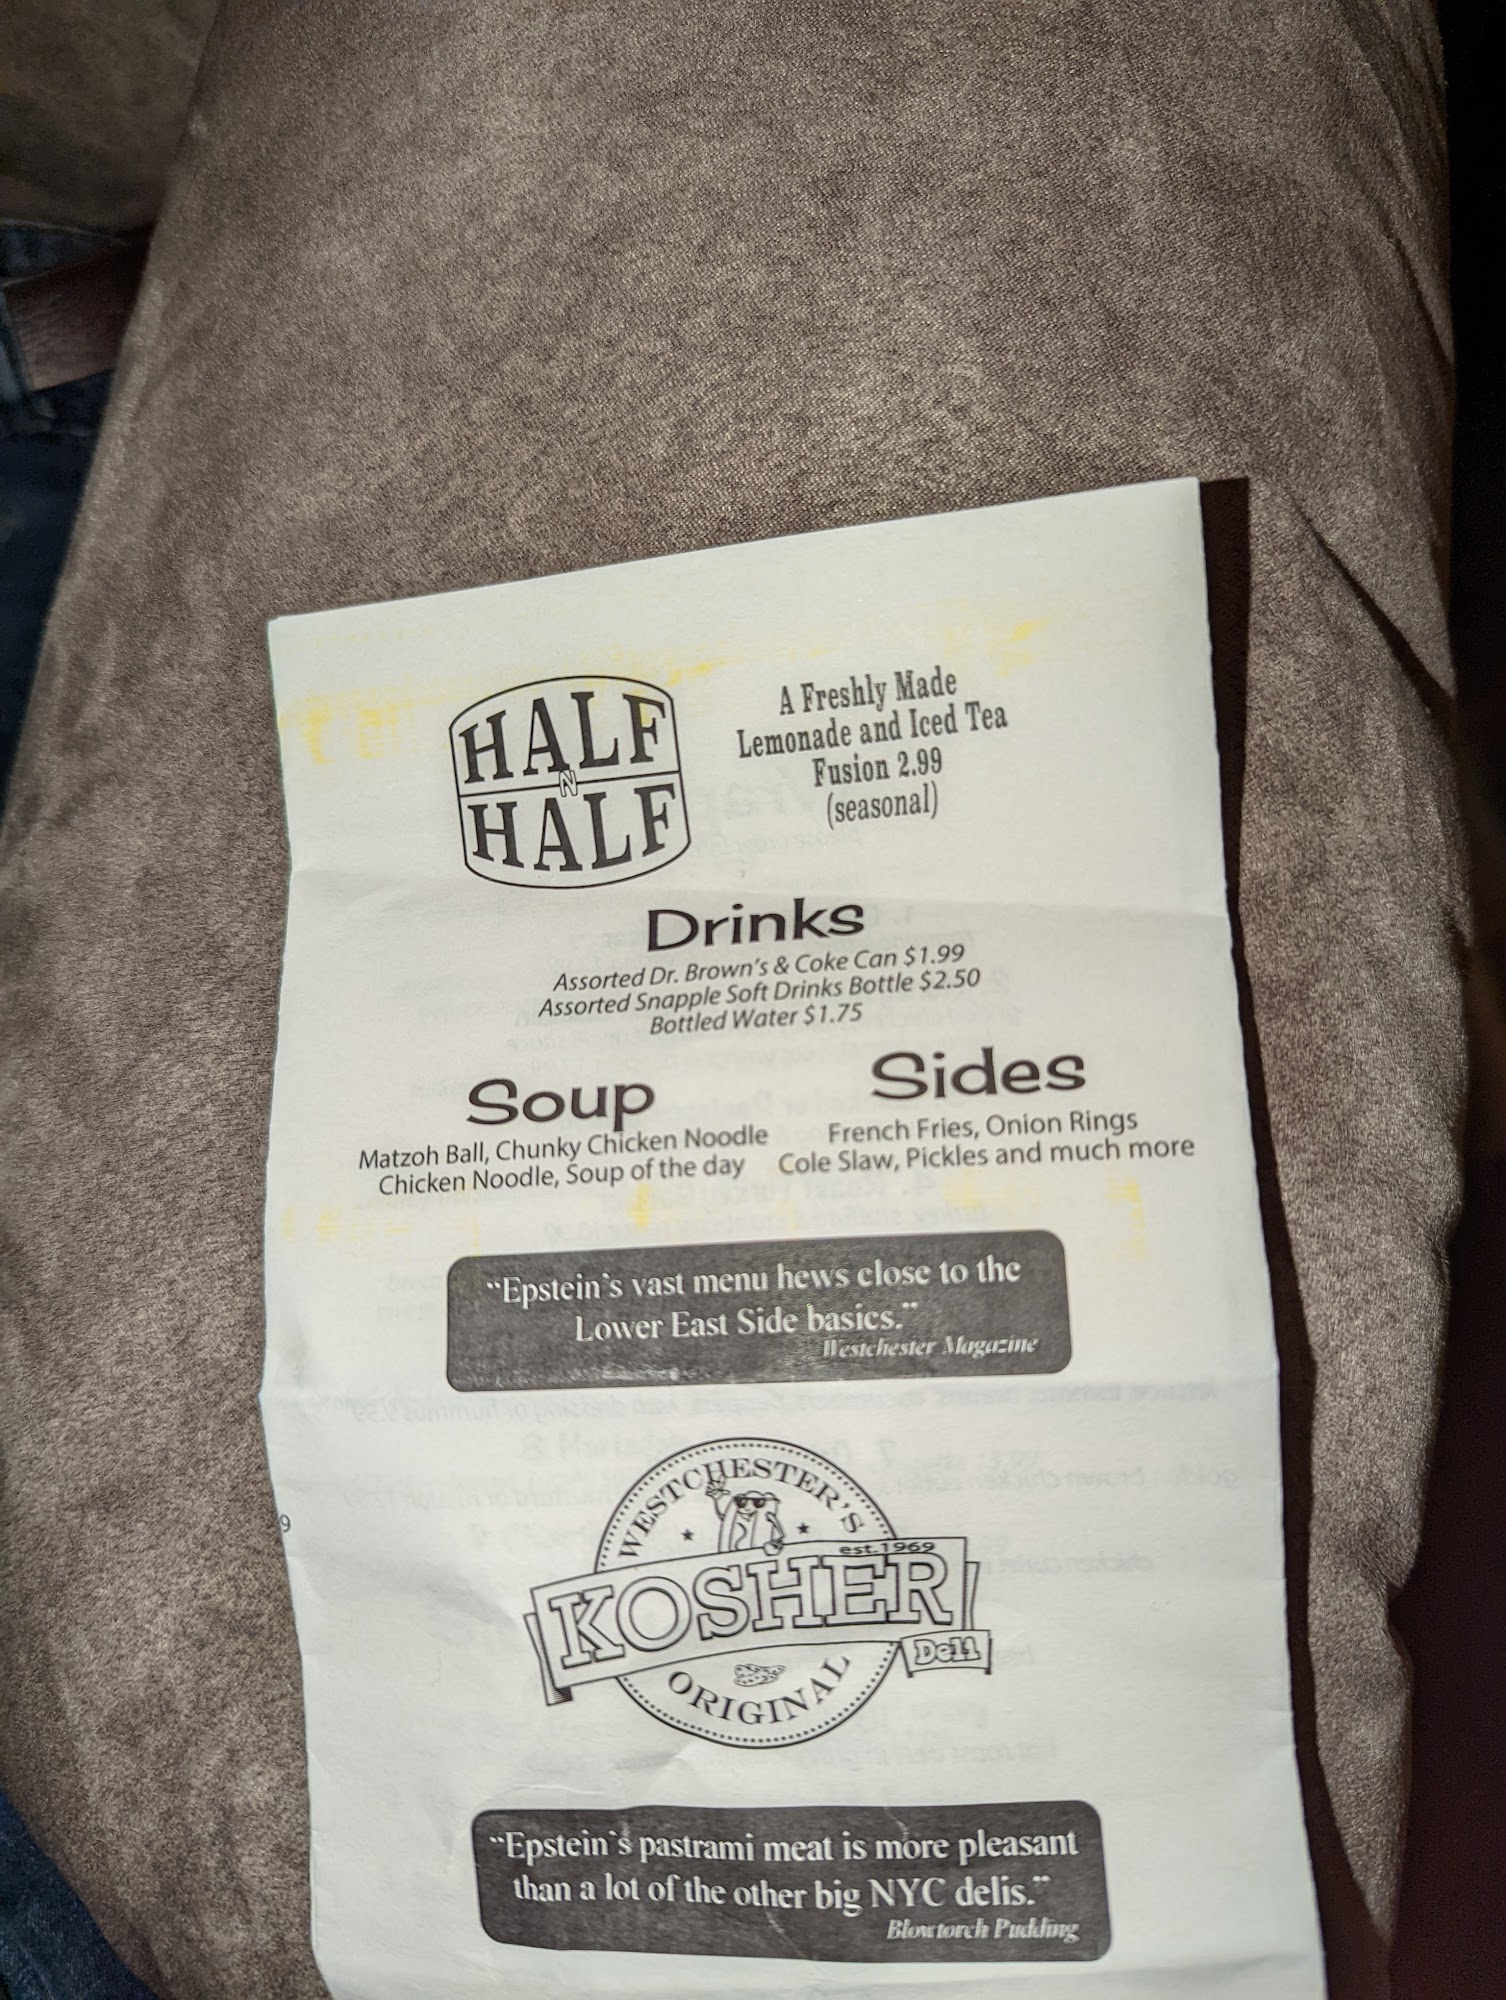 HALF
N
HALF
A Freshly Made
Lemonade and Iced Tea
Fusion 2.99
(seasonal)
Drinks
Assorted Dr. Brown's & Coke Can $1.99
Assorted Snapple Soft Drinks Bottle $2.50
Bottled Water $1.75
Soup
Matzoh Ball, Chunky Chicken Noodle
Chicken Noodle, Soup of the day
Sides
French Fries, Onion Rings
Cole Slaw, Pickles and much more
"Epstein's vast menu hews close to the
Lower East Side basics."
Westchester Magazine
WESTCHESTER'S
est.1969
KOSHER
Deli
ORIGINAL
9
"Epstein's pastrami meat is more pleasant
than a lot of the other big NYC delis."
Blowtorch Pudding